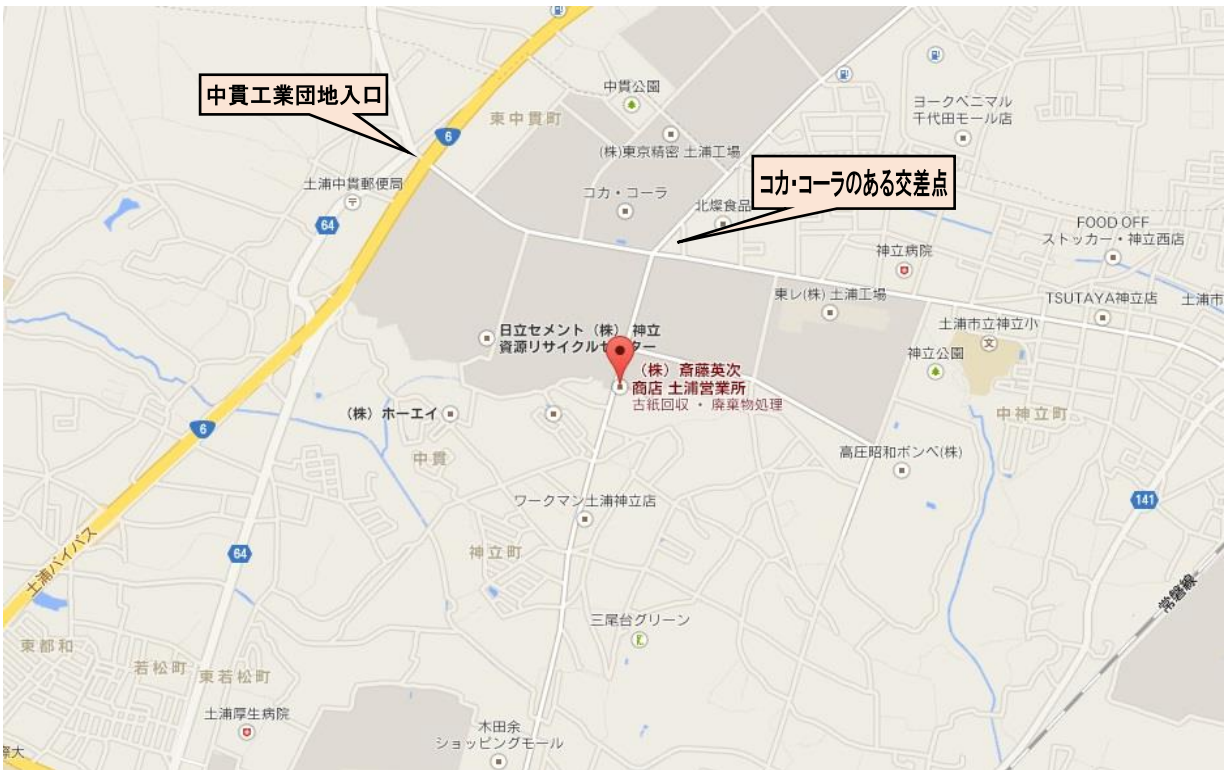 中貫工業団地入口
6
東中貫町
中貫公園
(株)東京精密 土浦工場
ヨークベニマル
千代田モール店
土浦中貫郵便局
64
コカ・コーラ
コカ・コーラのある交差点
北燦食品
神立病院
FOOD OFF
ストッカー・神立西店
東レ(株) 土浦工場
TSUTAYA神立店
土浦市
土浦市立神立小
文
神立公園
日立セメント(株) 神立
資源リサイクルセンター
(株)斎藤英次
商店 土浦営業所
古紙回収・廃棄物処理
(株)ホーエイ
6
中貫
中神立町
高圧昭和ボンベ(株)
ワークマン土浦神立店
141
神立町
64
土浦バイパス
常磐線
三尾台グリーン
東都和
若松町
東若松町
土浦厚生病院
木田余
ショッピングモール